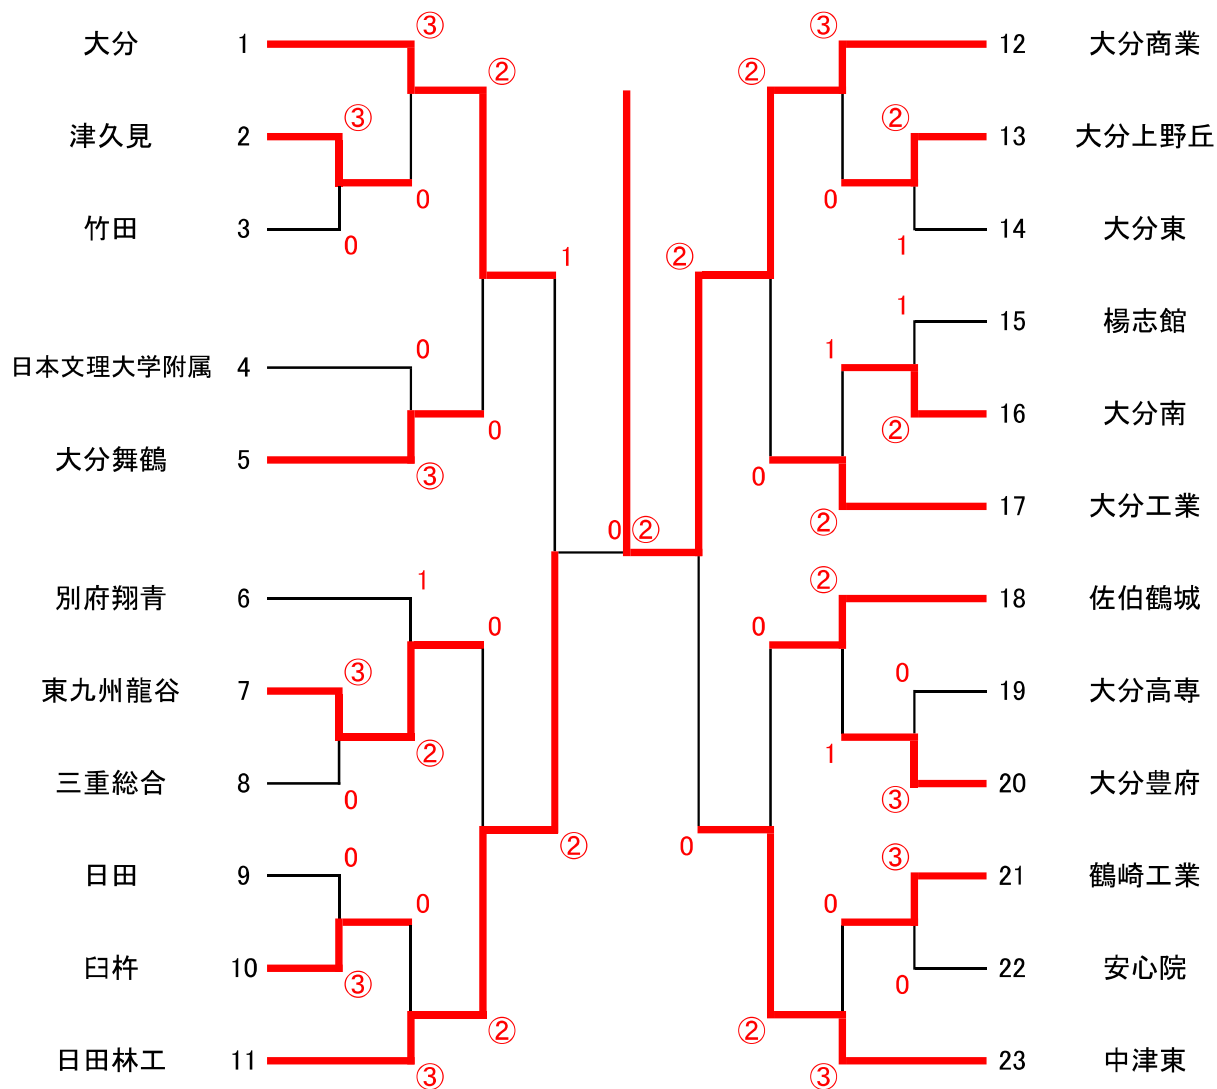 ③ ③
大分 1 12 大分商業
② ②
③ ②
津久見 2 13 大分上野丘
0 0
竹田 3 14 大分東
0 1
1 ②
1
15 楊志館
0 1
日本文理大学附属 4
16 大分南
0 ②
大分舞鶴 5
③ 0
17 大分工業
0 ② ②
1 ②
別府翔青 6 18 佐伯鶴城
0 0
③ 0
東九州龍谷 7 19 大分高専
② 1
三重総合 8 20 大分豊府
0 ③
② 0
0 ③
日田 9 21 鶴崎工業
0 0
臼杵 10 22 安心院
③ 0
② ②
日田林工 11 23 中津東
③ ③